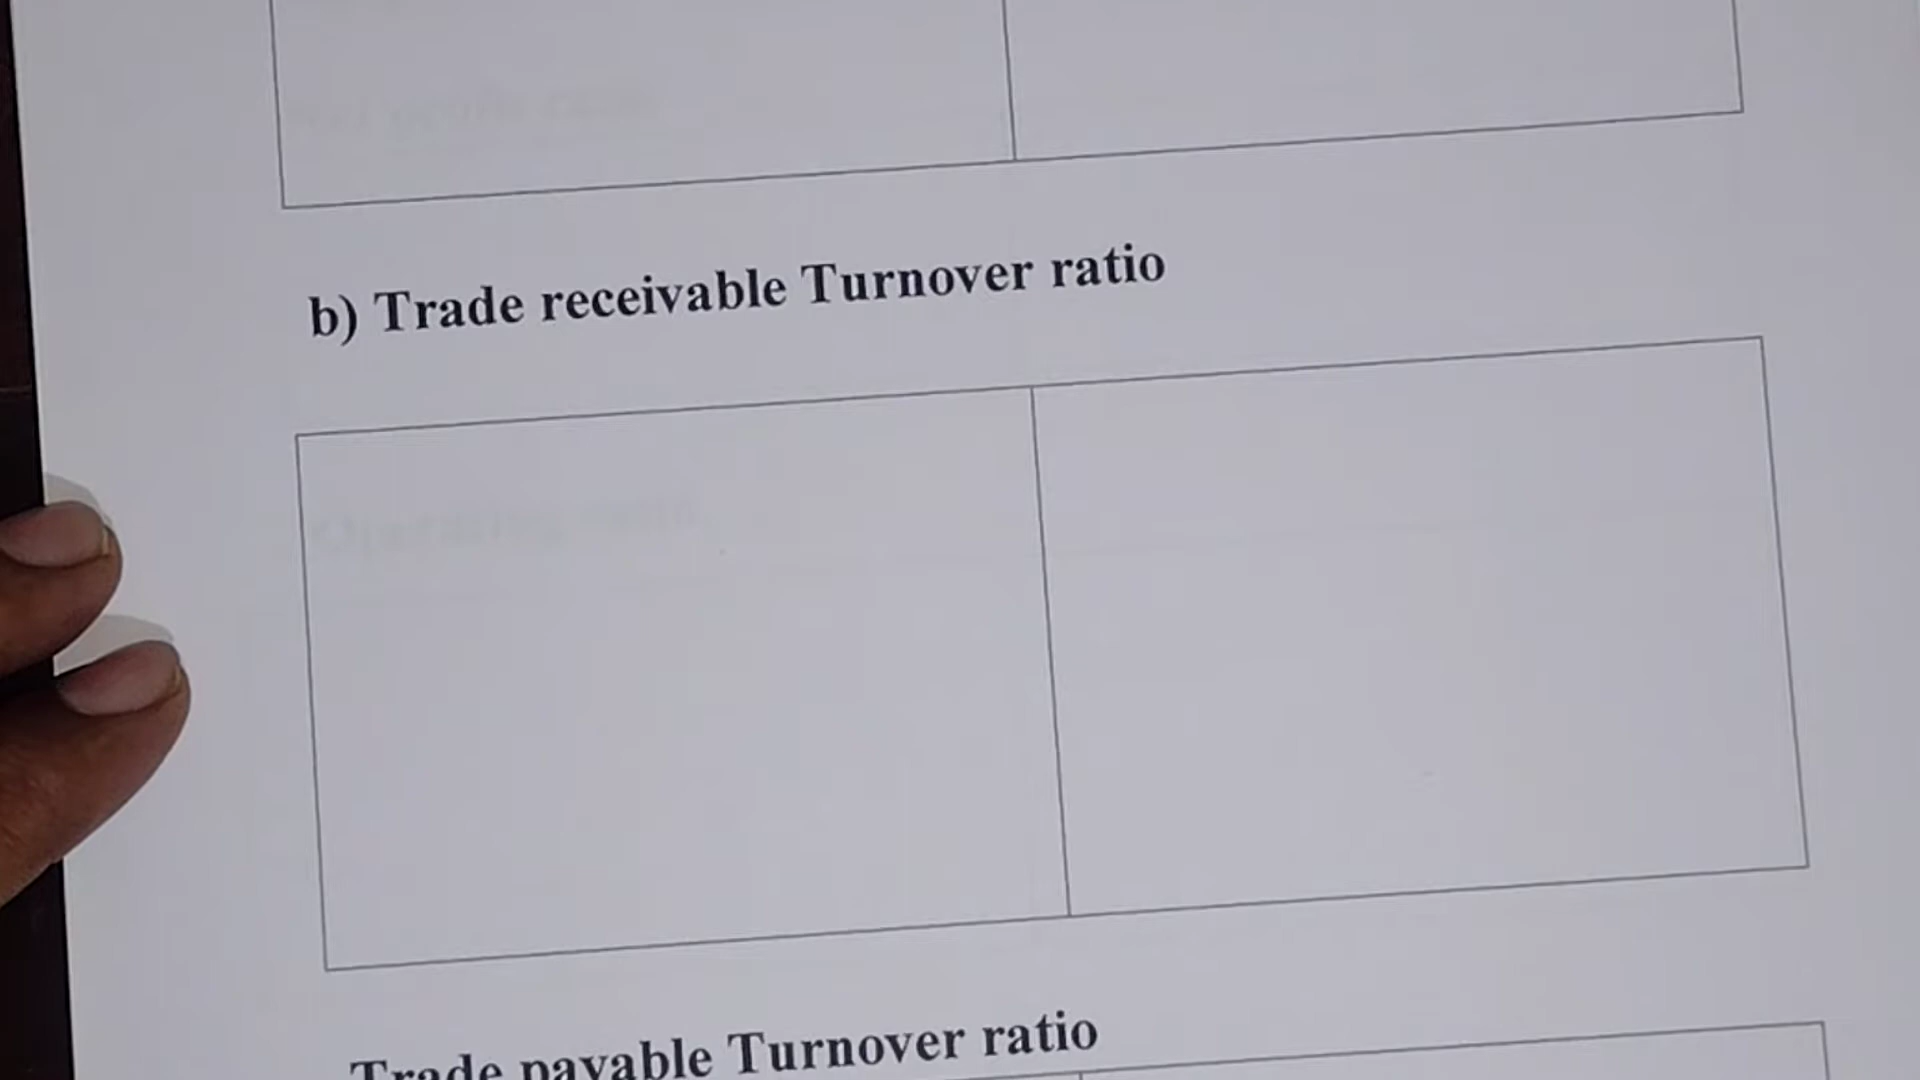 b) Trade receivable Turnover ratio
Trade payable Turnover ratio